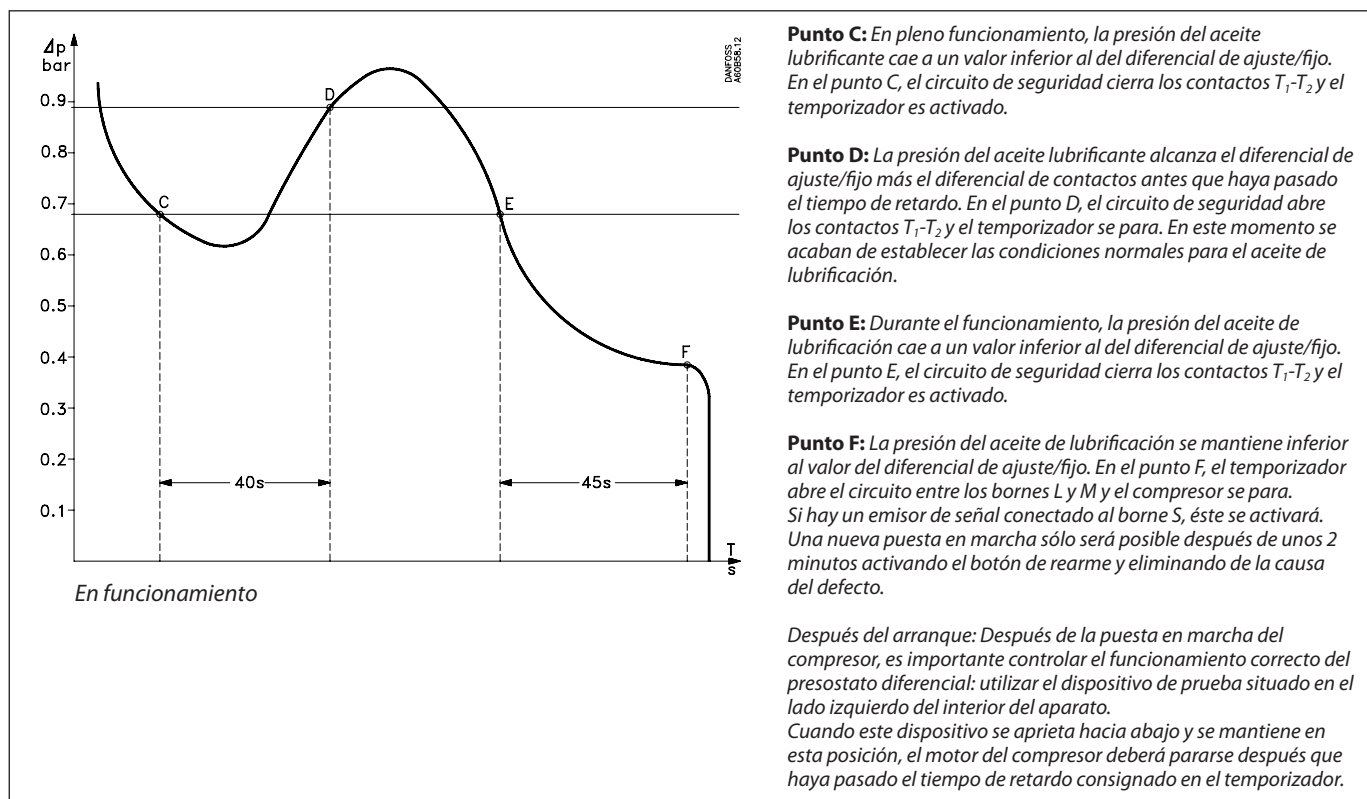 Δp
bar
0.9
0.8
0.7
0.6
0.5
0.4
0.3
0.2
0.1
C
D
E
F
40s
45s
T
s
DANFOSS
A60B58.12
En funcionamiento
Punto C: En pleno funcionamiento, la presión del aceite
lubrificante cae a un valor inferior al del diferencial de ajuste/fijo.
En el punto C, el circuito de seguridad cierra los contactos T1-T2 y el
temporizador es activado.
Punto D: La presión del aceite lubrificante alcanza el diferencial de
ajuste/fijo más el diferencial de contactos antes que haya pasado
el tiempo de retardo. En el punto D, el circuito de seguridad abre
los contactos T1-T2 y el temporizador se para. En este momento se
acaban de establecer las condiciones normales para el aceite de
lubrificación.
Punto E: Durante el funcionamiento, la presión del aceite de
lubrificación cae a un valor inferior al del diferencial de ajuste/fijo.
En el punto E, el circuito de seguridad cierra los contactos T1-T2 y el
temporizador es activado.
Punto F: La presión del aceite de lubrificación se mantiene inferior
al valor del diferencial de ajuste/fijo. En el punto F, el temporizador
abre el circuito entre los bornes L y M y el compresor se para.
Si hay un emisor de señal conectado al borne S, éste se activará.
Una nueva puesta en marcha sólo será posible después de unos 2
minutos activando el botón de rearme y eliminando de la causa
del defecto.
Después del arranque: Después de la puesta en marcha del
compresor, es importante controlar el funcionamiento correcto del
presostato diferencial: utilizar el dispositivo de prueba situado en el
lado izquierdo del interior del aparato.
Cuando este dispositivo se aprieta hacia abajo y se mantiene en
esta posición, el motor del compresor deberá pararse después que
haya pasado el tiempo de retardo consignado en el temporizador.